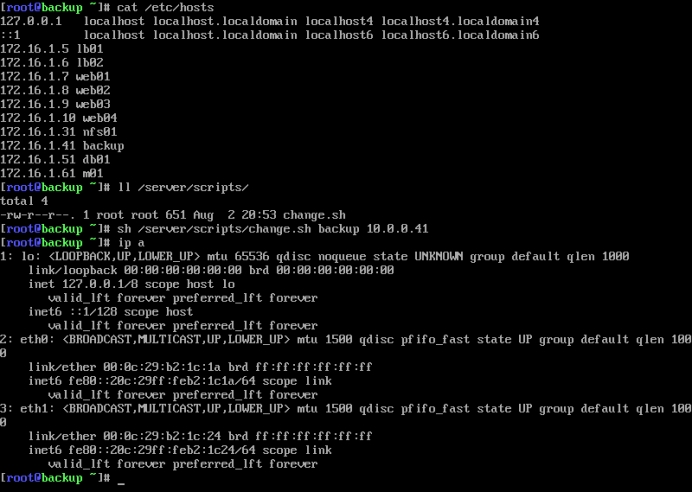 [root@backup ~]# cat /etc/hosts
127.0.0.1   localhost localhost.localdomain localhost4 localhost4.localdomain4
::1         localhost localhost.localdomain localhost6 localhost6.localdomain6
172.16.1.5 lb01
172.16.1.6 lb02
172.16.1.7 web01
172.16.1.8 web02
172.16.1.9 web03
172.16.1.10 web04
172.16.1.31 nfs01
172.16.1.41 backup
172.16.1.51 db01
172.16.1.61 m01
[root@backup ~]# ll /server/scripts/
total 4
-rw-r--r--. 1 root root 651 Aug  2 20:53 change.sh
[root@backup ~]# sh /server/scripts/change.sh backup 10.0.0.41
[root@backup ~]# ip a
1: lo: <LOOPBACK,UP,LOWER_UP> mtu 65536 qdisc noqueue state UNKNOWN group default qlen 1000
    link/loopback 00:00:00:00:00:00 brd 00:00:00:00:00:00
    inet 127.0.0.1/8 scope host lo
       valid_lft forever preferred_lft forever
    inet6 ::1/128 scope host
       valid_lft forever preferred_lft forever
2: eth0: <BROADCAST,MULTICAST,UP,LOWER_UP> mtu 1500 qdisc pfifo_fast state UP group default qlen 100
0
    link/ether 00:0c:29:b2:1c:1a brd ff:ff:ff:ff:ff:ff
    inet6 fe80::20c:29ff:feb2:1c1a/64 scope link
       valid_lft forever preferred_lft forever
3: eth1: <BROADCAST,MULTICAST,UP,LOWER_UP> mtu 1500 qdisc pfifo_fast state UP group default qlen 100
0
    link/ether 00:0c:29:b2:1c:24 brd ff:ff:ff:ff:ff:ff
    inet6 fe80::20c:29ff:feb2:1c24/64 scope link
       valid_lft forever preferred_lft forever
[root@backup ~]# _